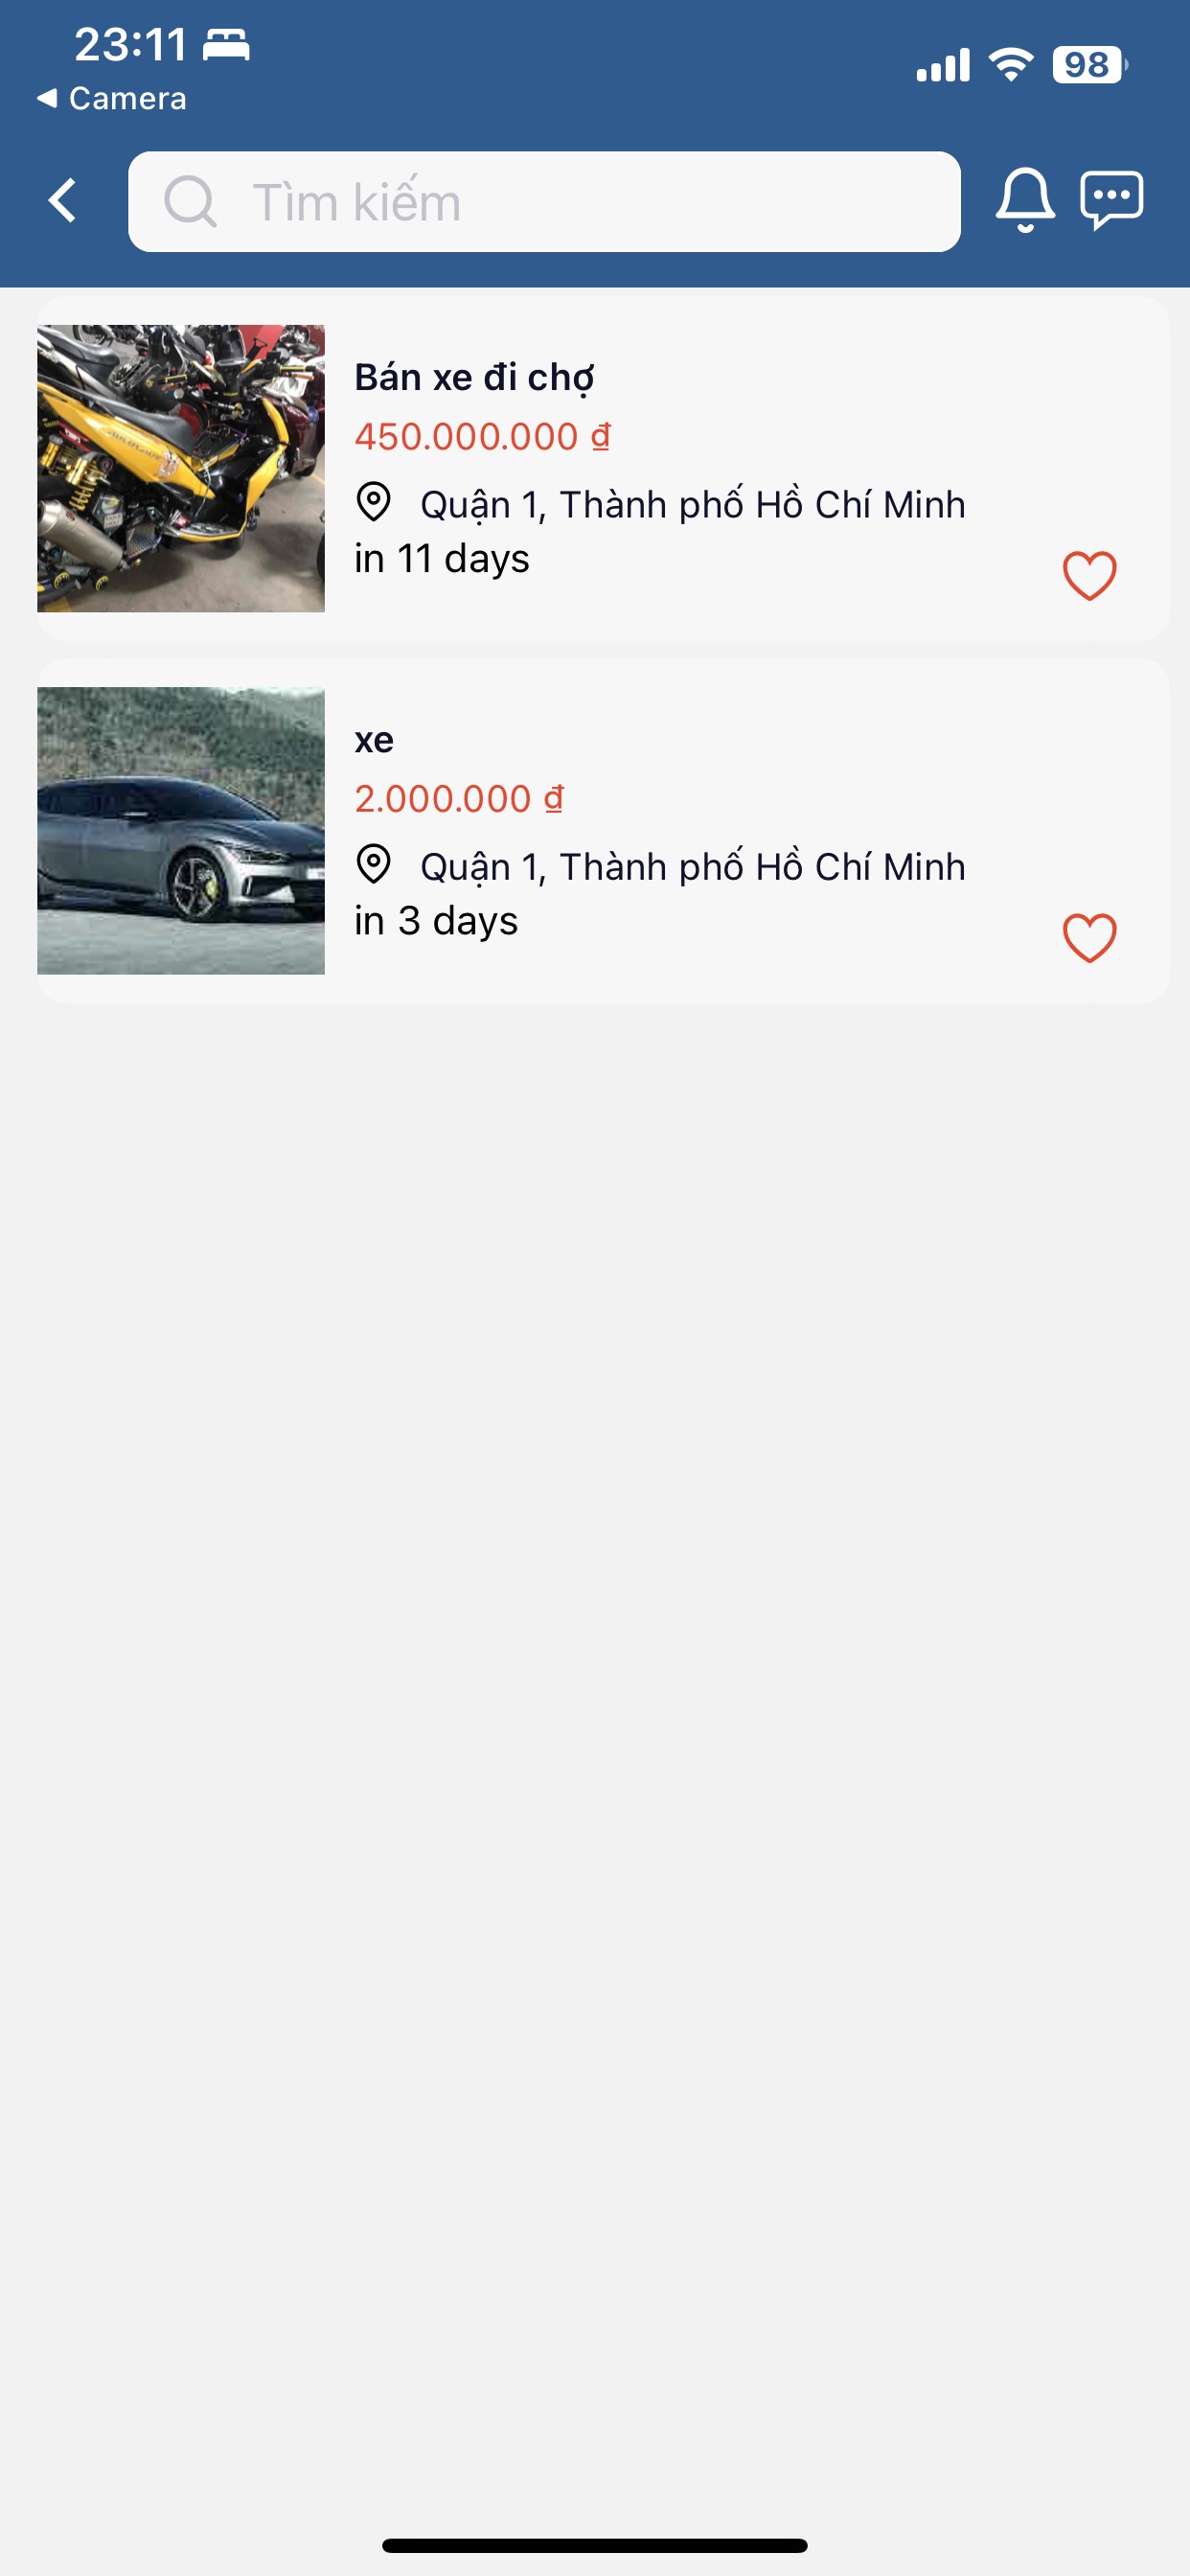 23:11
Camera
98
Tìm kiếm
Bán xe đi chợ
450.000.000 ₫
Quận 1, Thành phố Hồ Chí Minh
in 11 days
xe
2.000.000 ₫
Quận 1, Thành phố Hồ Chí Minh
in 3 days